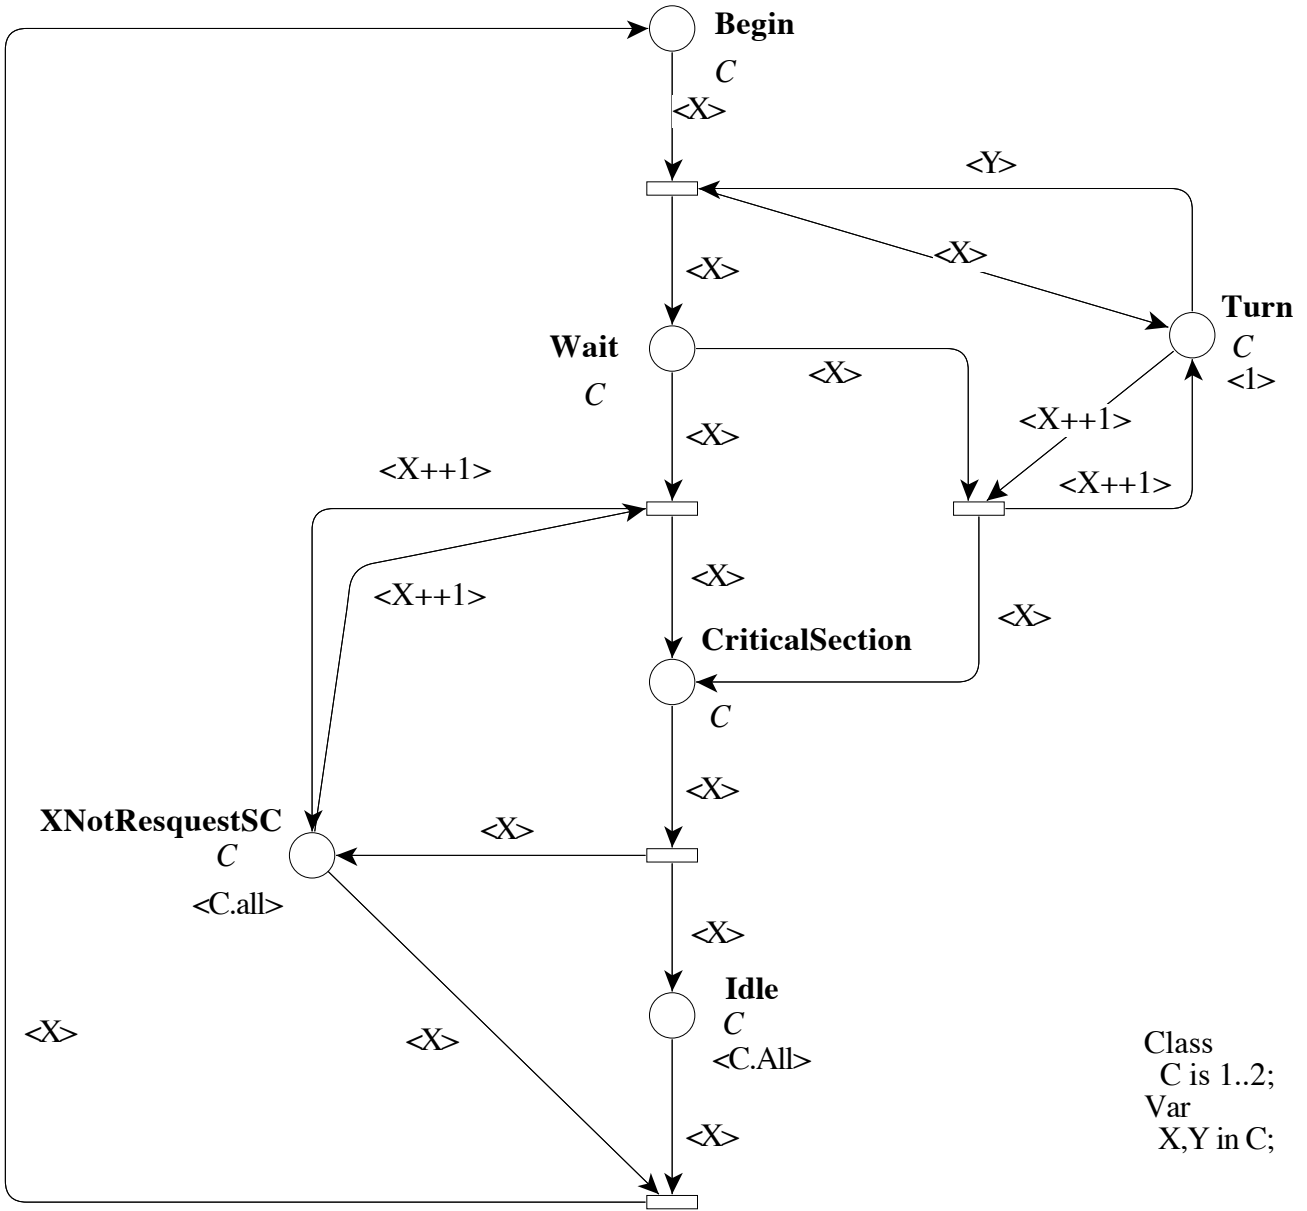 Begin
C
<X>
<Y>
<X>
<X>
Turn
C
<1>
Wait
C
<X>
<X>
<X++1>
<X++1>
<X++1>
<X++1>
<X>
<X>
CriticalSection
C
<X>
XNotResquestSC
C
<C.all>
<X>
<X>
Idle
C
<C.All>
<X>
<X>
<X>
Class
C is 1..2;
Var
X,Y in C;